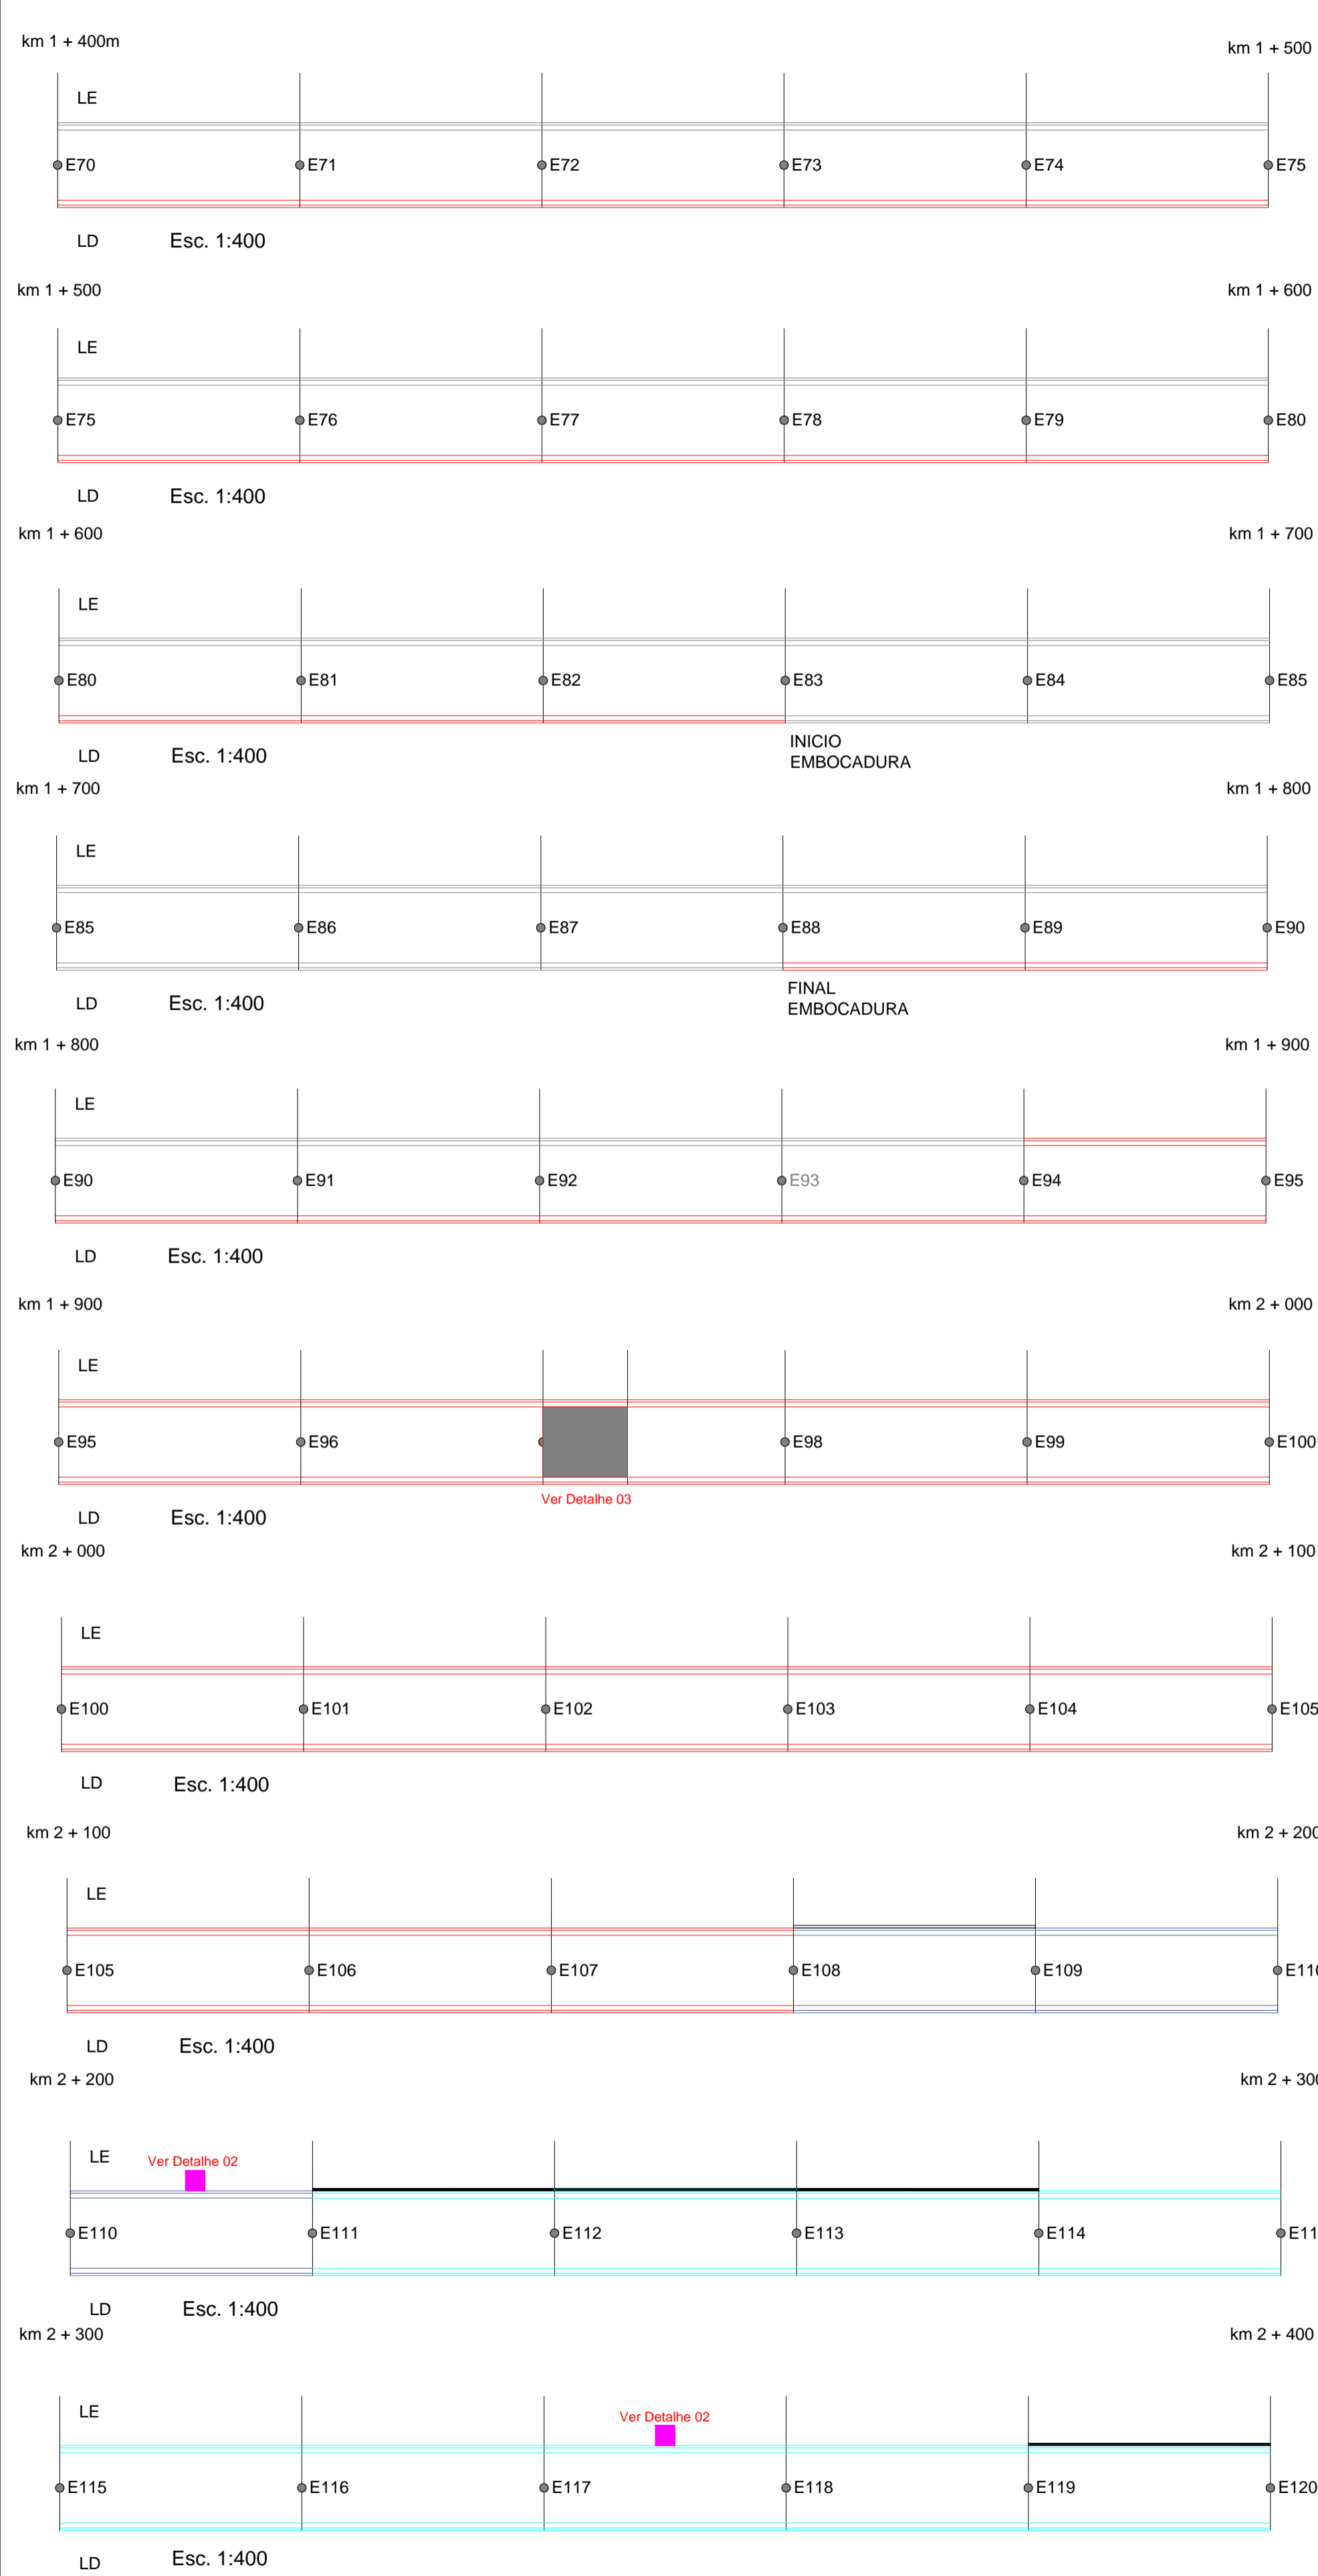 km 1 + 400m
km 1 + 500
LE
E70 E71 E72 E73 E74 E75
LD Esc. 1:400
km 1 + 500
km 1 + 600
LE
E75 E76 E77 E78 E79 E80
LD Esc. 1:400
km 1 + 600
km 1 + 700
LE
E80 E81 E82 E83 E84 E85
INICIO
EMBOCADURA
LD Esc. 1:400
km 1 + 700
km 1 + 800
LE
E85 E86 E87 E88 E89 E90
FINAL
EMBOCADURA
LD Esc. 1:400
km 1 + 800
km 1 + 900
LE
E90 E91 E92 E93 E94 E95
LD Esc. 1:400
km 1 + 900
km 2 + 000
LE
E95 E96 E98 E99 E100
Ver Detalhe 03
LD Esc. 1:400
km 2 + 000
km 2 + 100
LE
E100 E101 E102 E103 E104 E105
LD Esc. 1:400
km 2 + 100
km 2 + 200
LE
E105 E106 E107 E108 E109 E110
LD Esc. 1:400
km 2 + 200
km 2 + 300
LE
Ver Detalhe 02
E110 E111 E112 E113 E114 E11
LD Esc. 1:400
km 2 + 300
km 2 + 400
LE
Ver Detalhe 02
E115 E116 E117 E118 E119 E120
LD Esc. 1:400